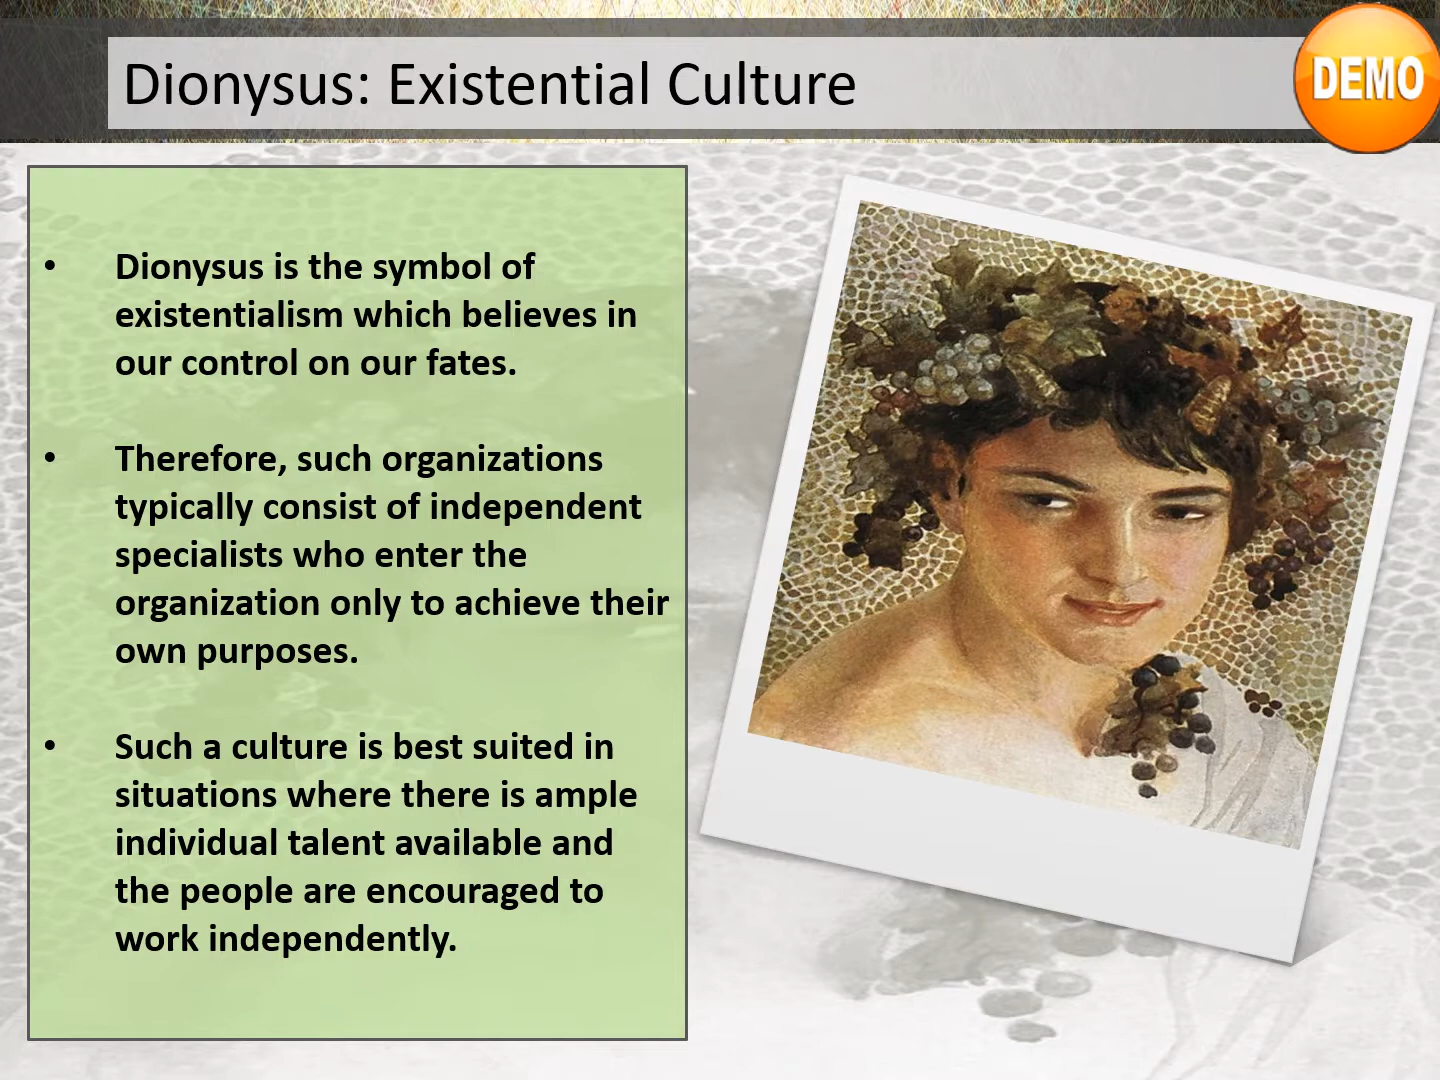 Dionysus: Existential Culture
DEMO
• Dionysus is the symbol of
existentialism which believes in
our control on our fates.
• Therefore, such organizations
typically consist of independent
specialists who enter the
organization only to achieve their
own purposes.
• Such a culture is best suited in
situations where there is ample
individual talent available and
the people are encouraged to
work independently.